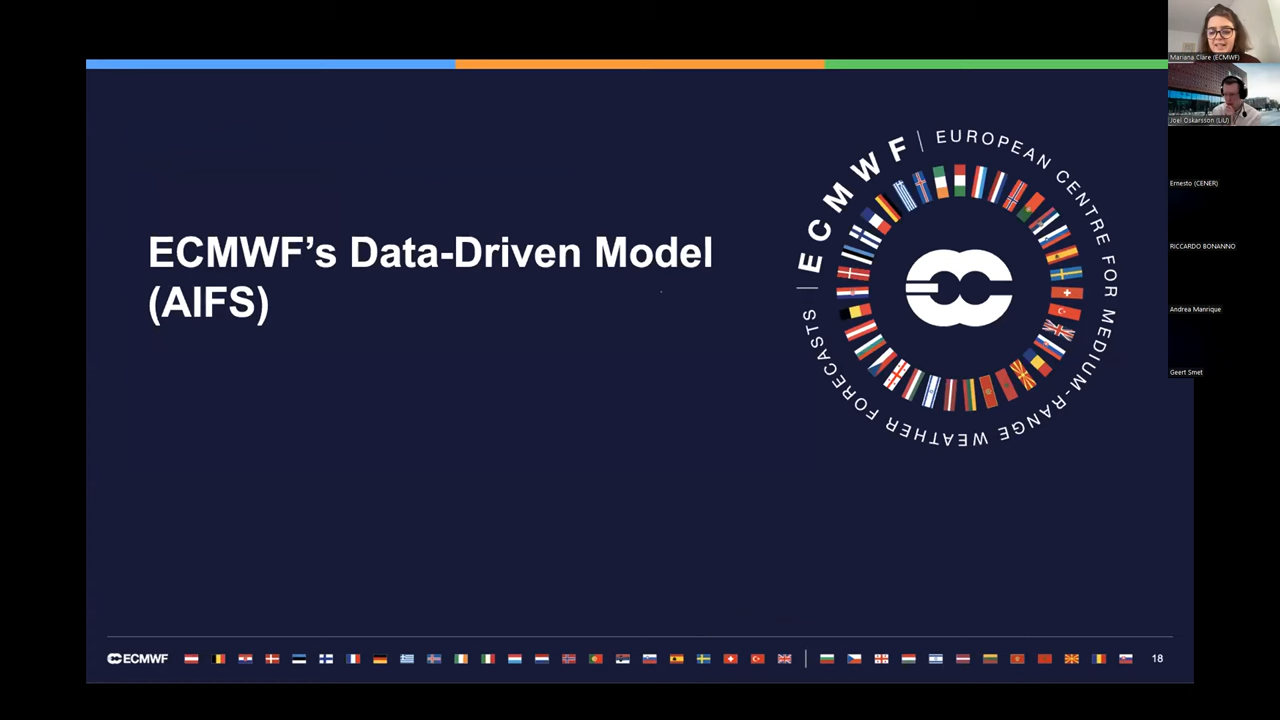 ECMWF’s Data-Driven Model
(AIFS)
ECMWF | EUROPEAN CENTRE FOR MEDIUM-RANGE WEATHER FORECASTS
ECMWF
18
Mariana Clare (ECMWF)
Joel Oskarsson (LiU)
Ernesto (CENER)
RICCARDO BONANNO
Andrea Manrique
Geert Smet